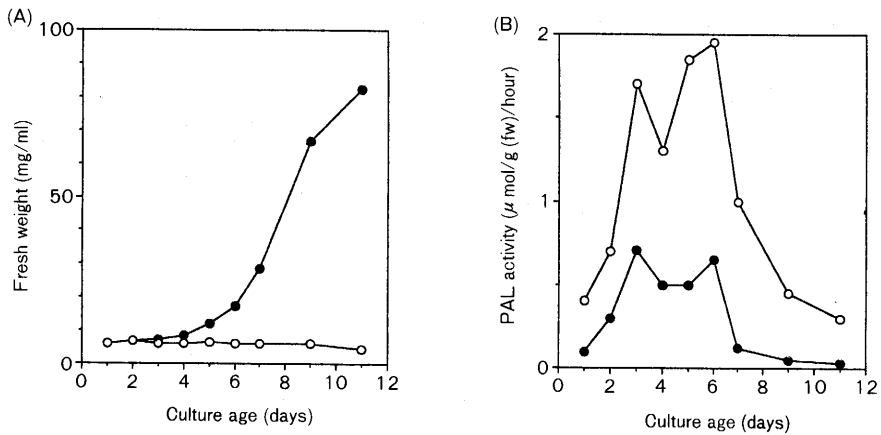 (A)
Fresh weight (mg/ml)
100
50
0
0 2 4 6 8 10 12
Culture age (days)
(B)
PAL activity (μ mol/g (fw)/hour)
2
1
0
0 2 4 6 8 10 12
Culture age (days)